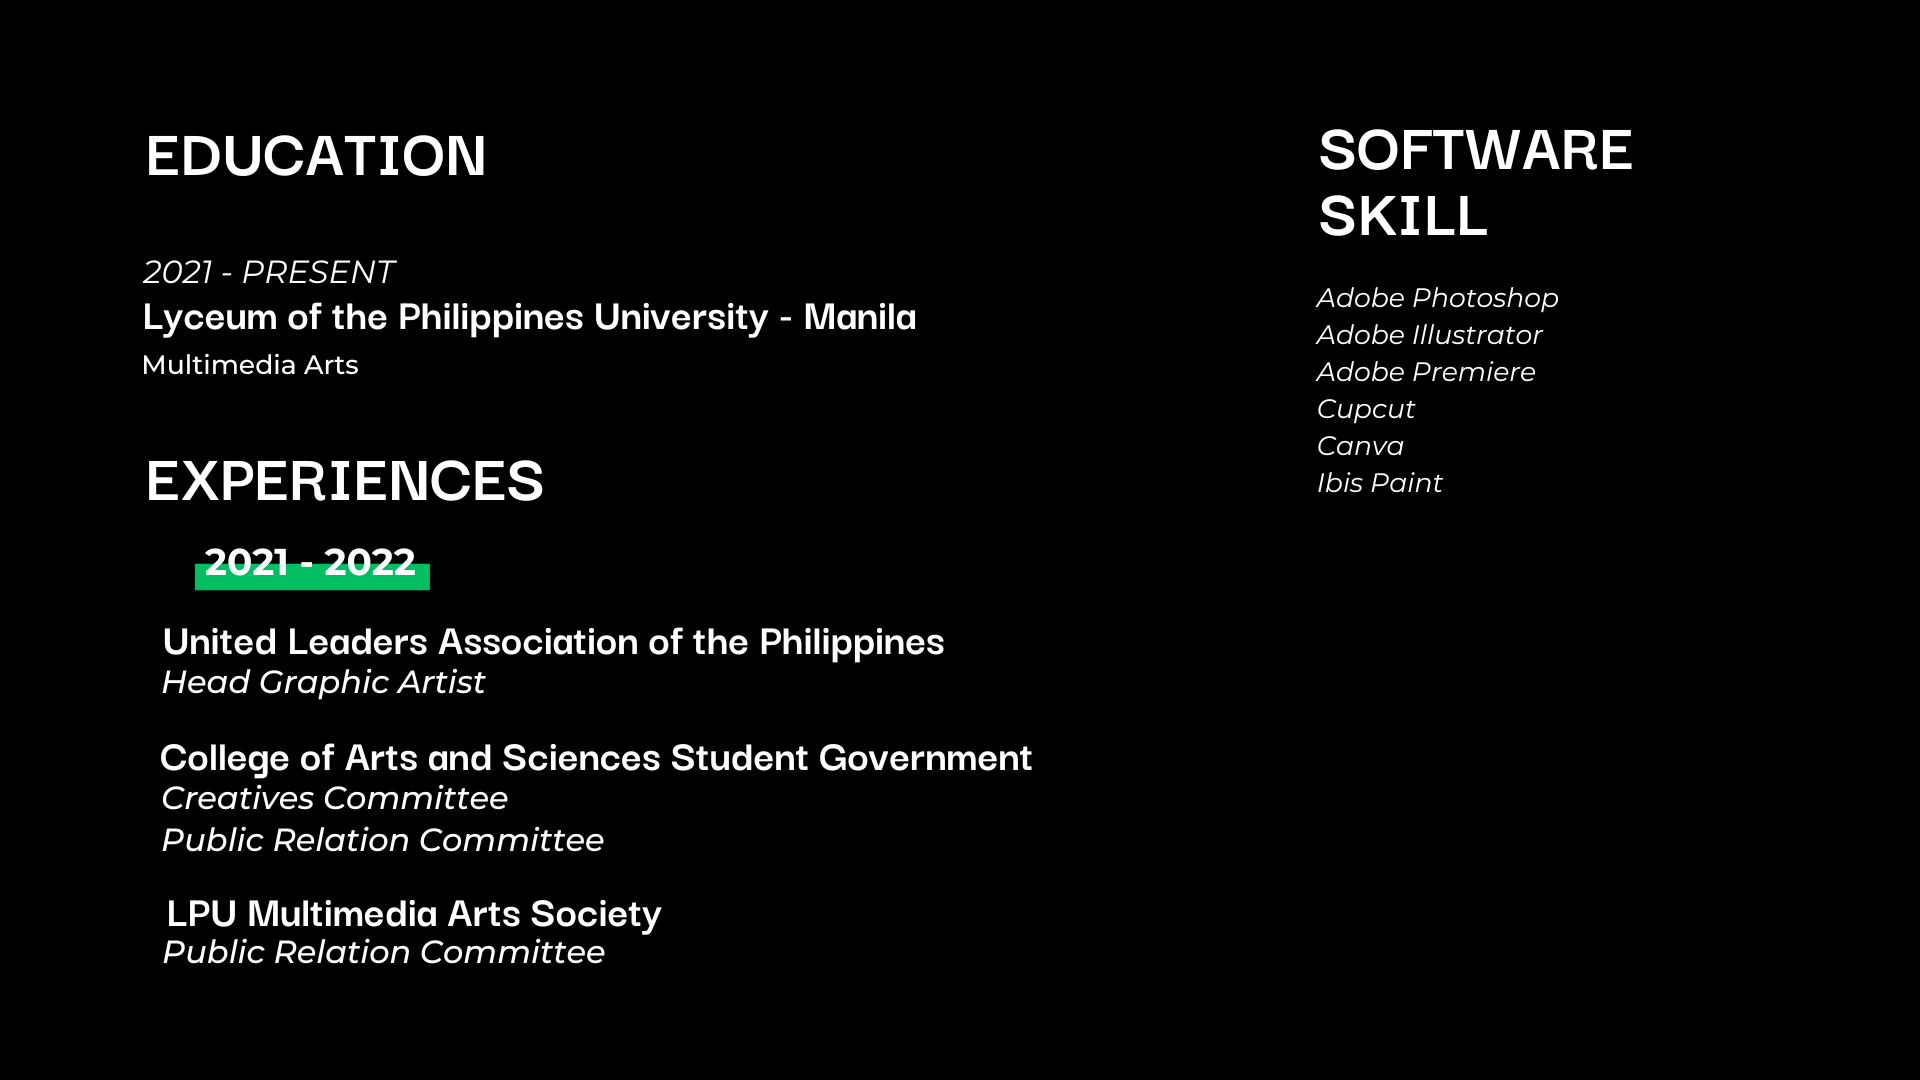 EDUCATION
2021 - PRESENT
Lyceum of the Philippines University - Manila
Multimedia Arts
EXPERIENCES
2021 - 2022
United Leaders Association of the Philippines
Head Graphic Artist
College of Arts and Sciences Student Government
Creatives Committee
Public Relation Committee
LPU Multimedia Arts Society
Public Relation Committee
SOFTWARE
SKILL
Adobe Photoshop
Adobe Illustrator
Adobe Premiere
Cupcut
Canva
Ibis Paint